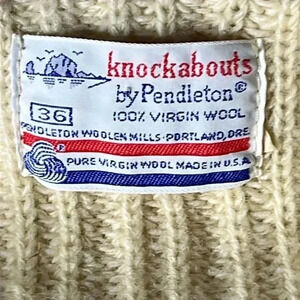 knockabouts
by Pendleton®
100% VIRGIN WOOL
36
PENDLETON WOOLEN MILLS · PORTLAND, ORE.
PURE VIRGIN WOOL MADE IN U.S.A.